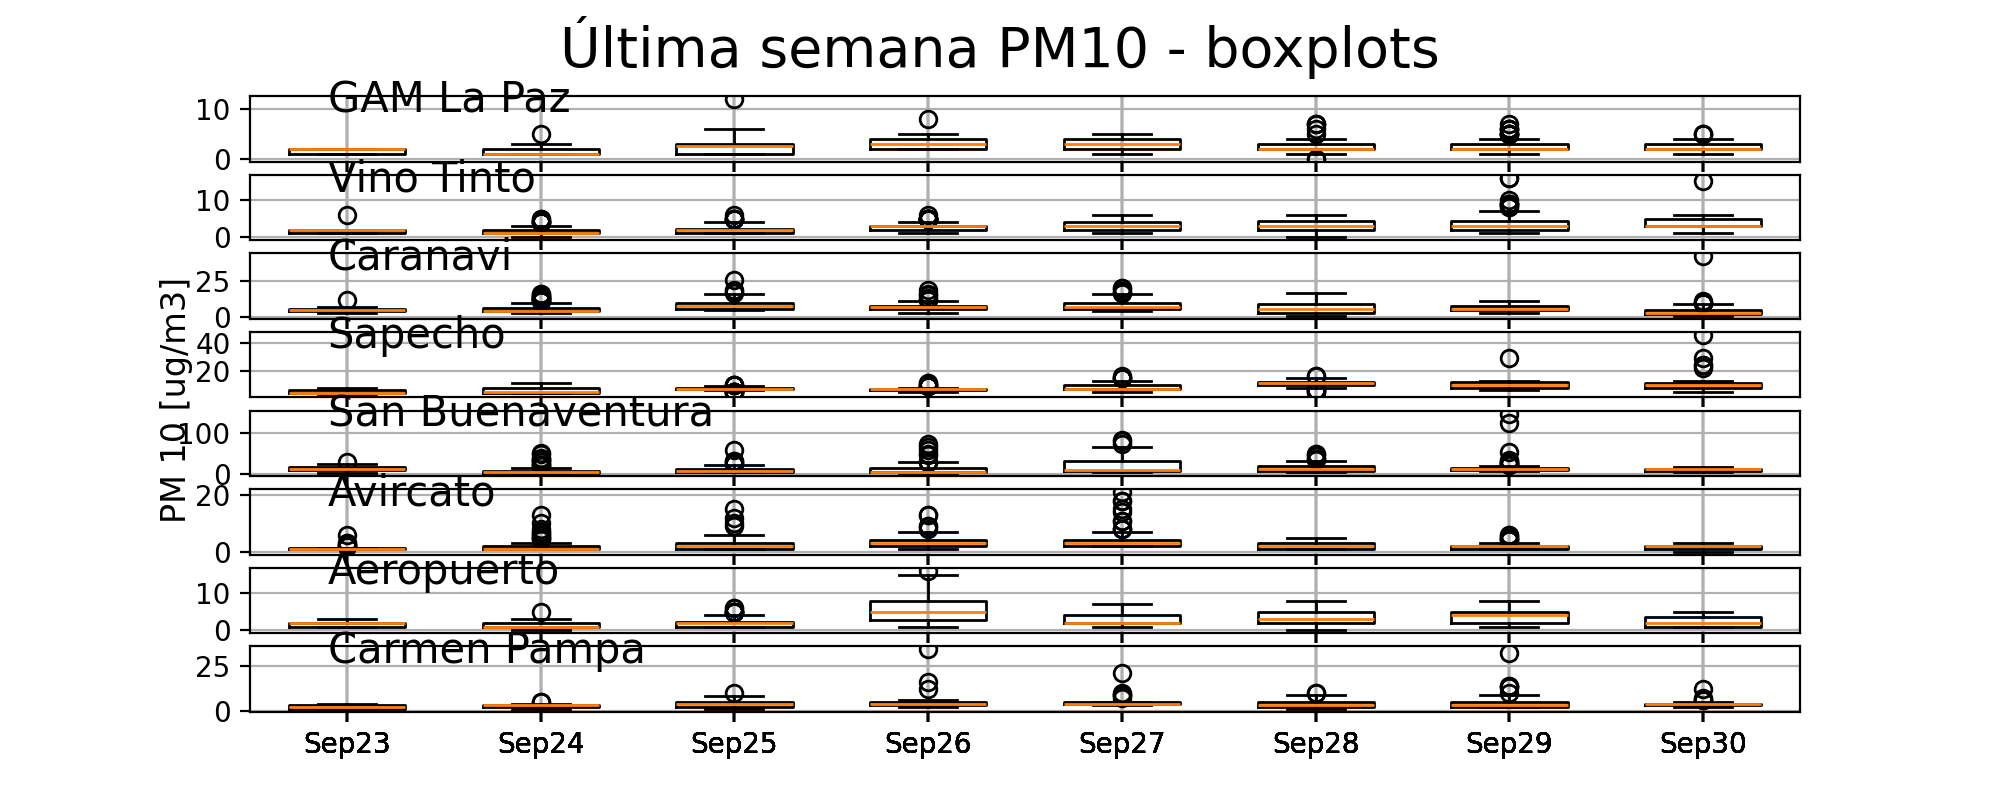 Última semana PM10 - boxplots
GAM La Paz
10
0
Vino Tinto
10
0
Caranavi
25
0
Sapecho
40
20
San Buenaventura
100
0
Avircato
20
0
Aeropuerto
10
0
Carmen Pampa
25
0
PM 10 [ug/m3]
Sep23 Sep24 Sep25 Sep26 Sep27 Sep28 Sep29 Sep30